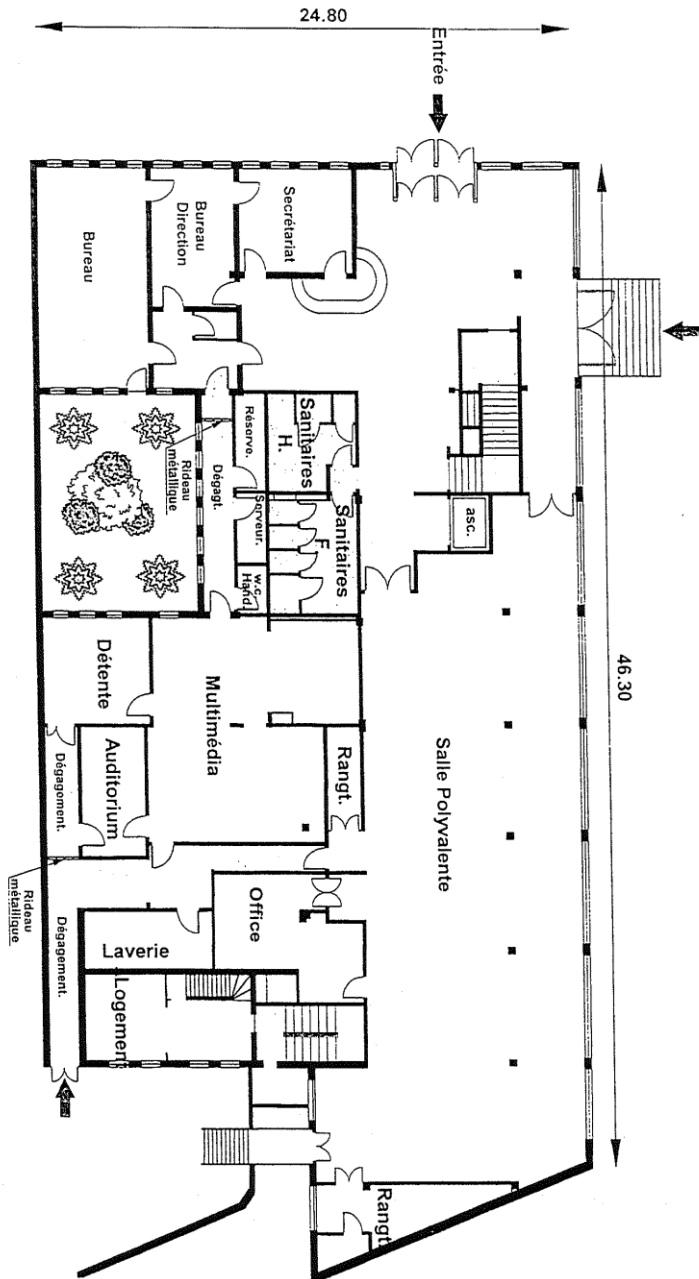 24.80
Entrée
46.30
Secrétariat
Bureau
Direction
Bureau
Sanitaires
H.
Réserve.
Rideau
métallique
Dégagt.
Serveur.
Sanitaires
F
asc.
w.c
Hand.
Détente
Multimédia
Salle Polyvalente
Auditorium
Rangt.
Dégagement.
Rideau
métallique
Office
Laverie
Dégagement.
Logement
Rangt.